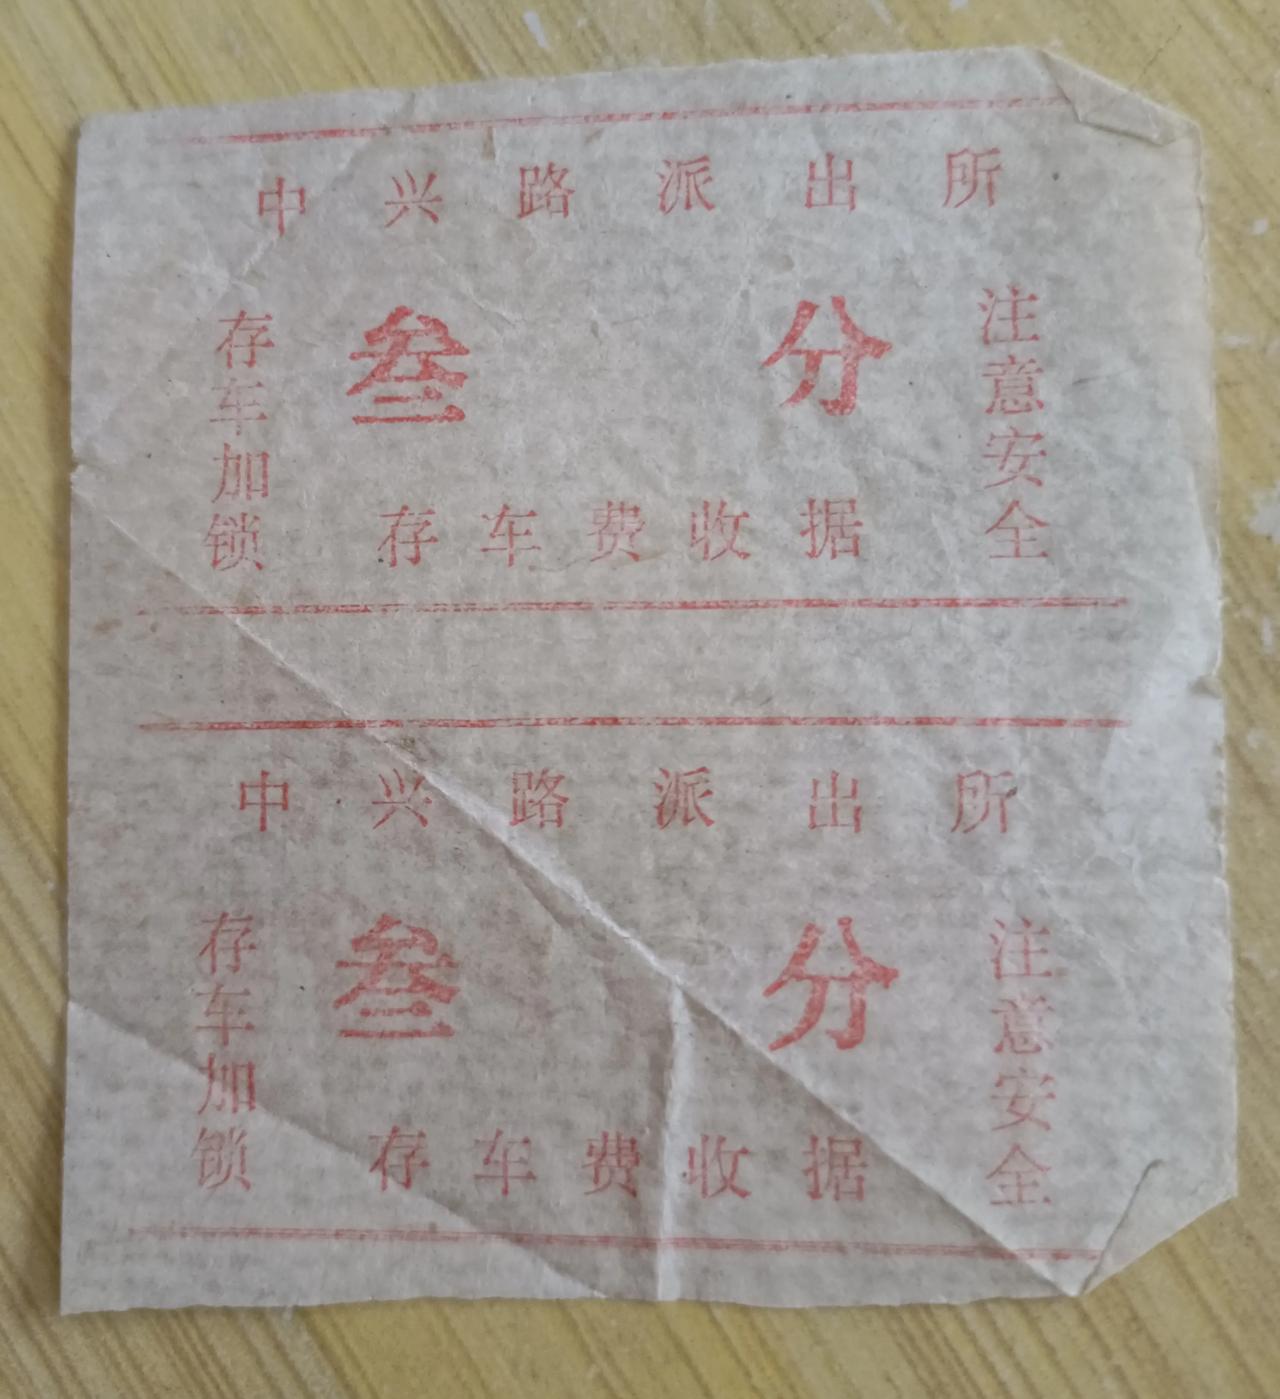 中兴路派出所
叁分
存车加锁
注意安全
存车费收据
中兴路派出所
叁分
存车加锁
注意安全
存车费收据